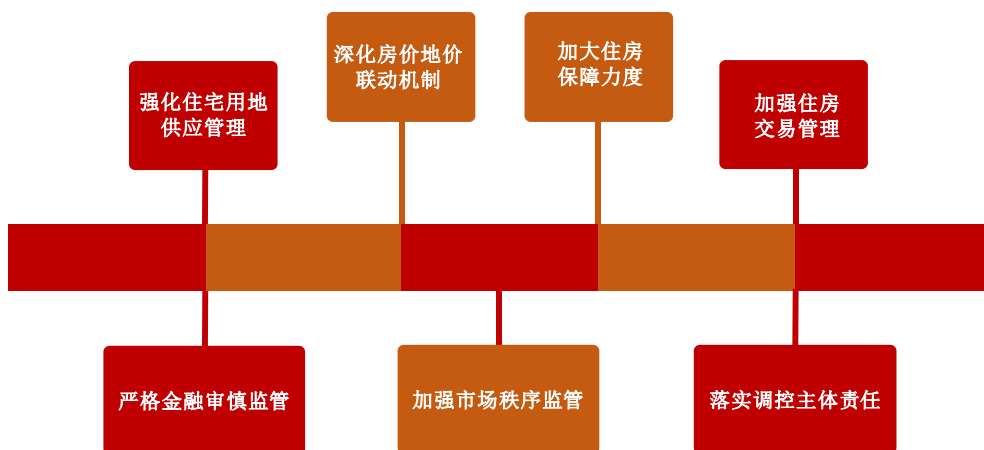 强化住宅用地
供应管理
深化房价地价
联动机制
加大住房
保障力度
加强住房
交易管理
严格金融审慎监管
加强市场秩序监管
落实调控主体责任